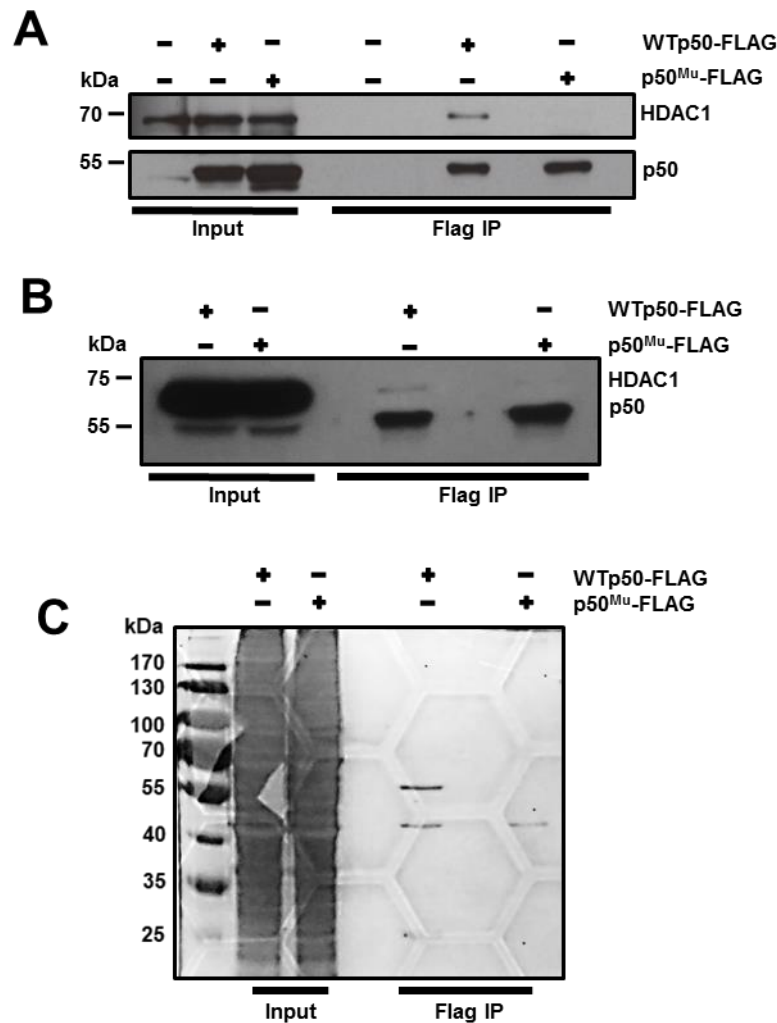 A
– + – – + – WTp50-FLAG
kDa – – + – – + p50Mu-FLAG
70 HDAC1
55 p50
Input Flag IP
B
+ – + – WTp50-FLAG
kDa – + – + p50Mu-FLAG
75 HDAC1
p50
55
Input Flag IP
C
+ – + – WTp50-FLAG
– + – + p50Mu-FLAG
kDa
170
130
100
70
55
40
35
25
Input Flag IP